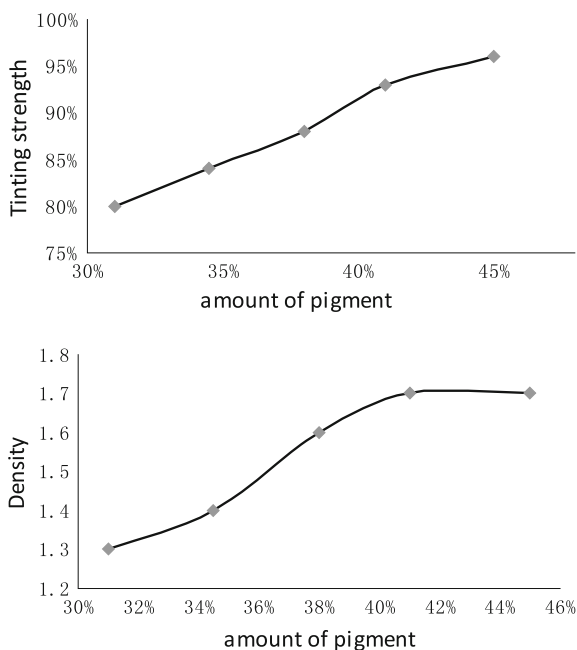 100%
95%
90%
85%
80%
75%
Tinting strength
30% 35% 40% 45%
amount of pigment
1.8
1.7
1.6
1.5
1.4
1.3
1.2
Density
30% 32% 34% 36% 38% 40% 42% 44% 46%
amount of pigment